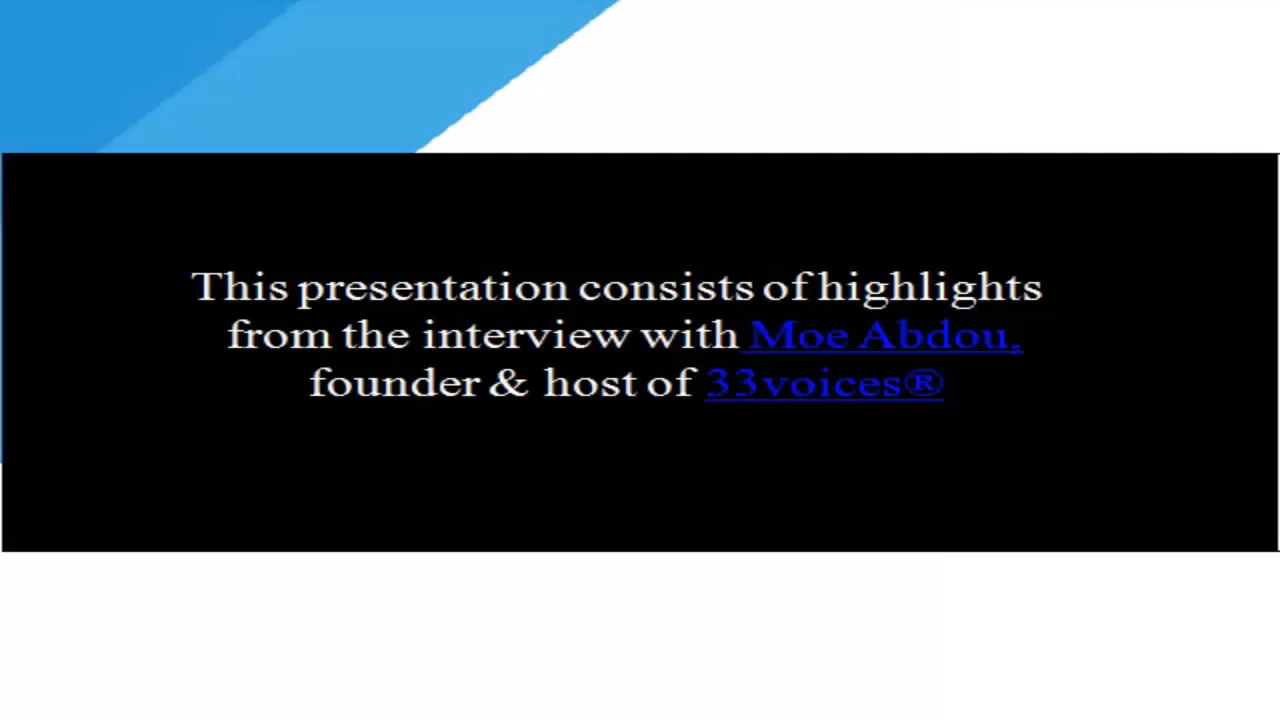 This presentation consists of highlights
from the interview with Moe Abdou,
founder & host of 33voices®